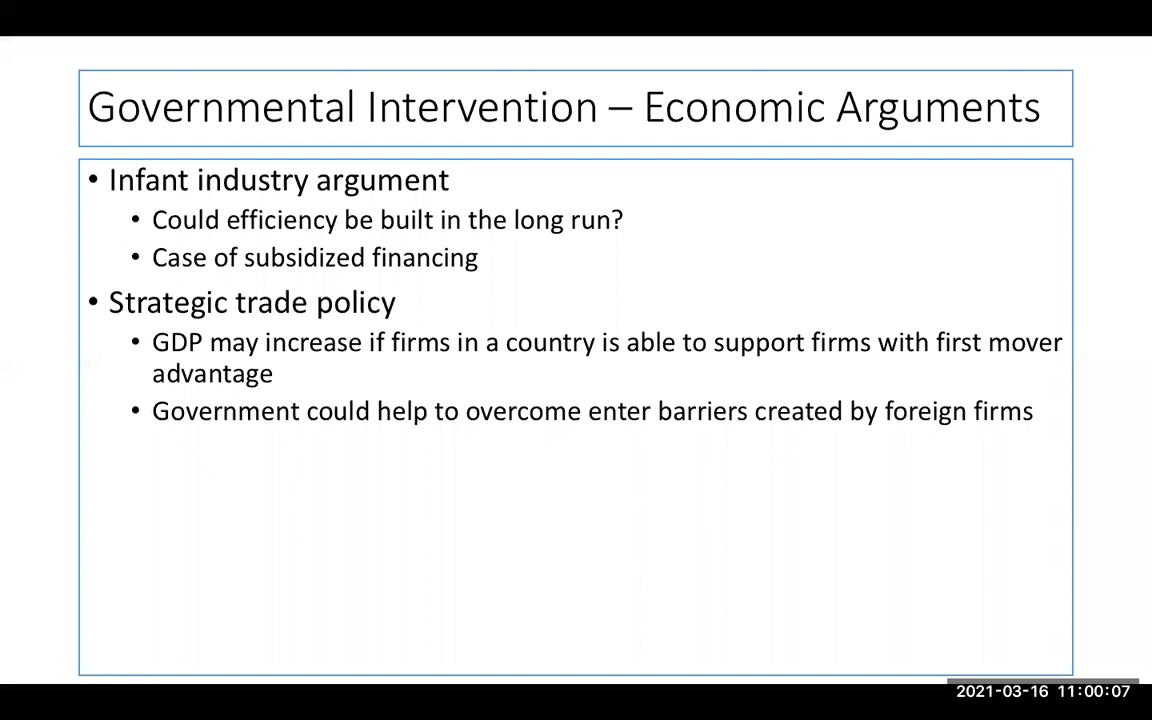 Governmental Intervention – Economic Arguments
• Infant industry argument
• Could efficiency be built in the long run?
• Case of subsidized financing
• Strategic trade policy
• GDP may increase if firms in a country is able to support firms with first mover
advantage
• Government could help to overcome enter barriers created by foreign firms
2021-03-16 11:00:07